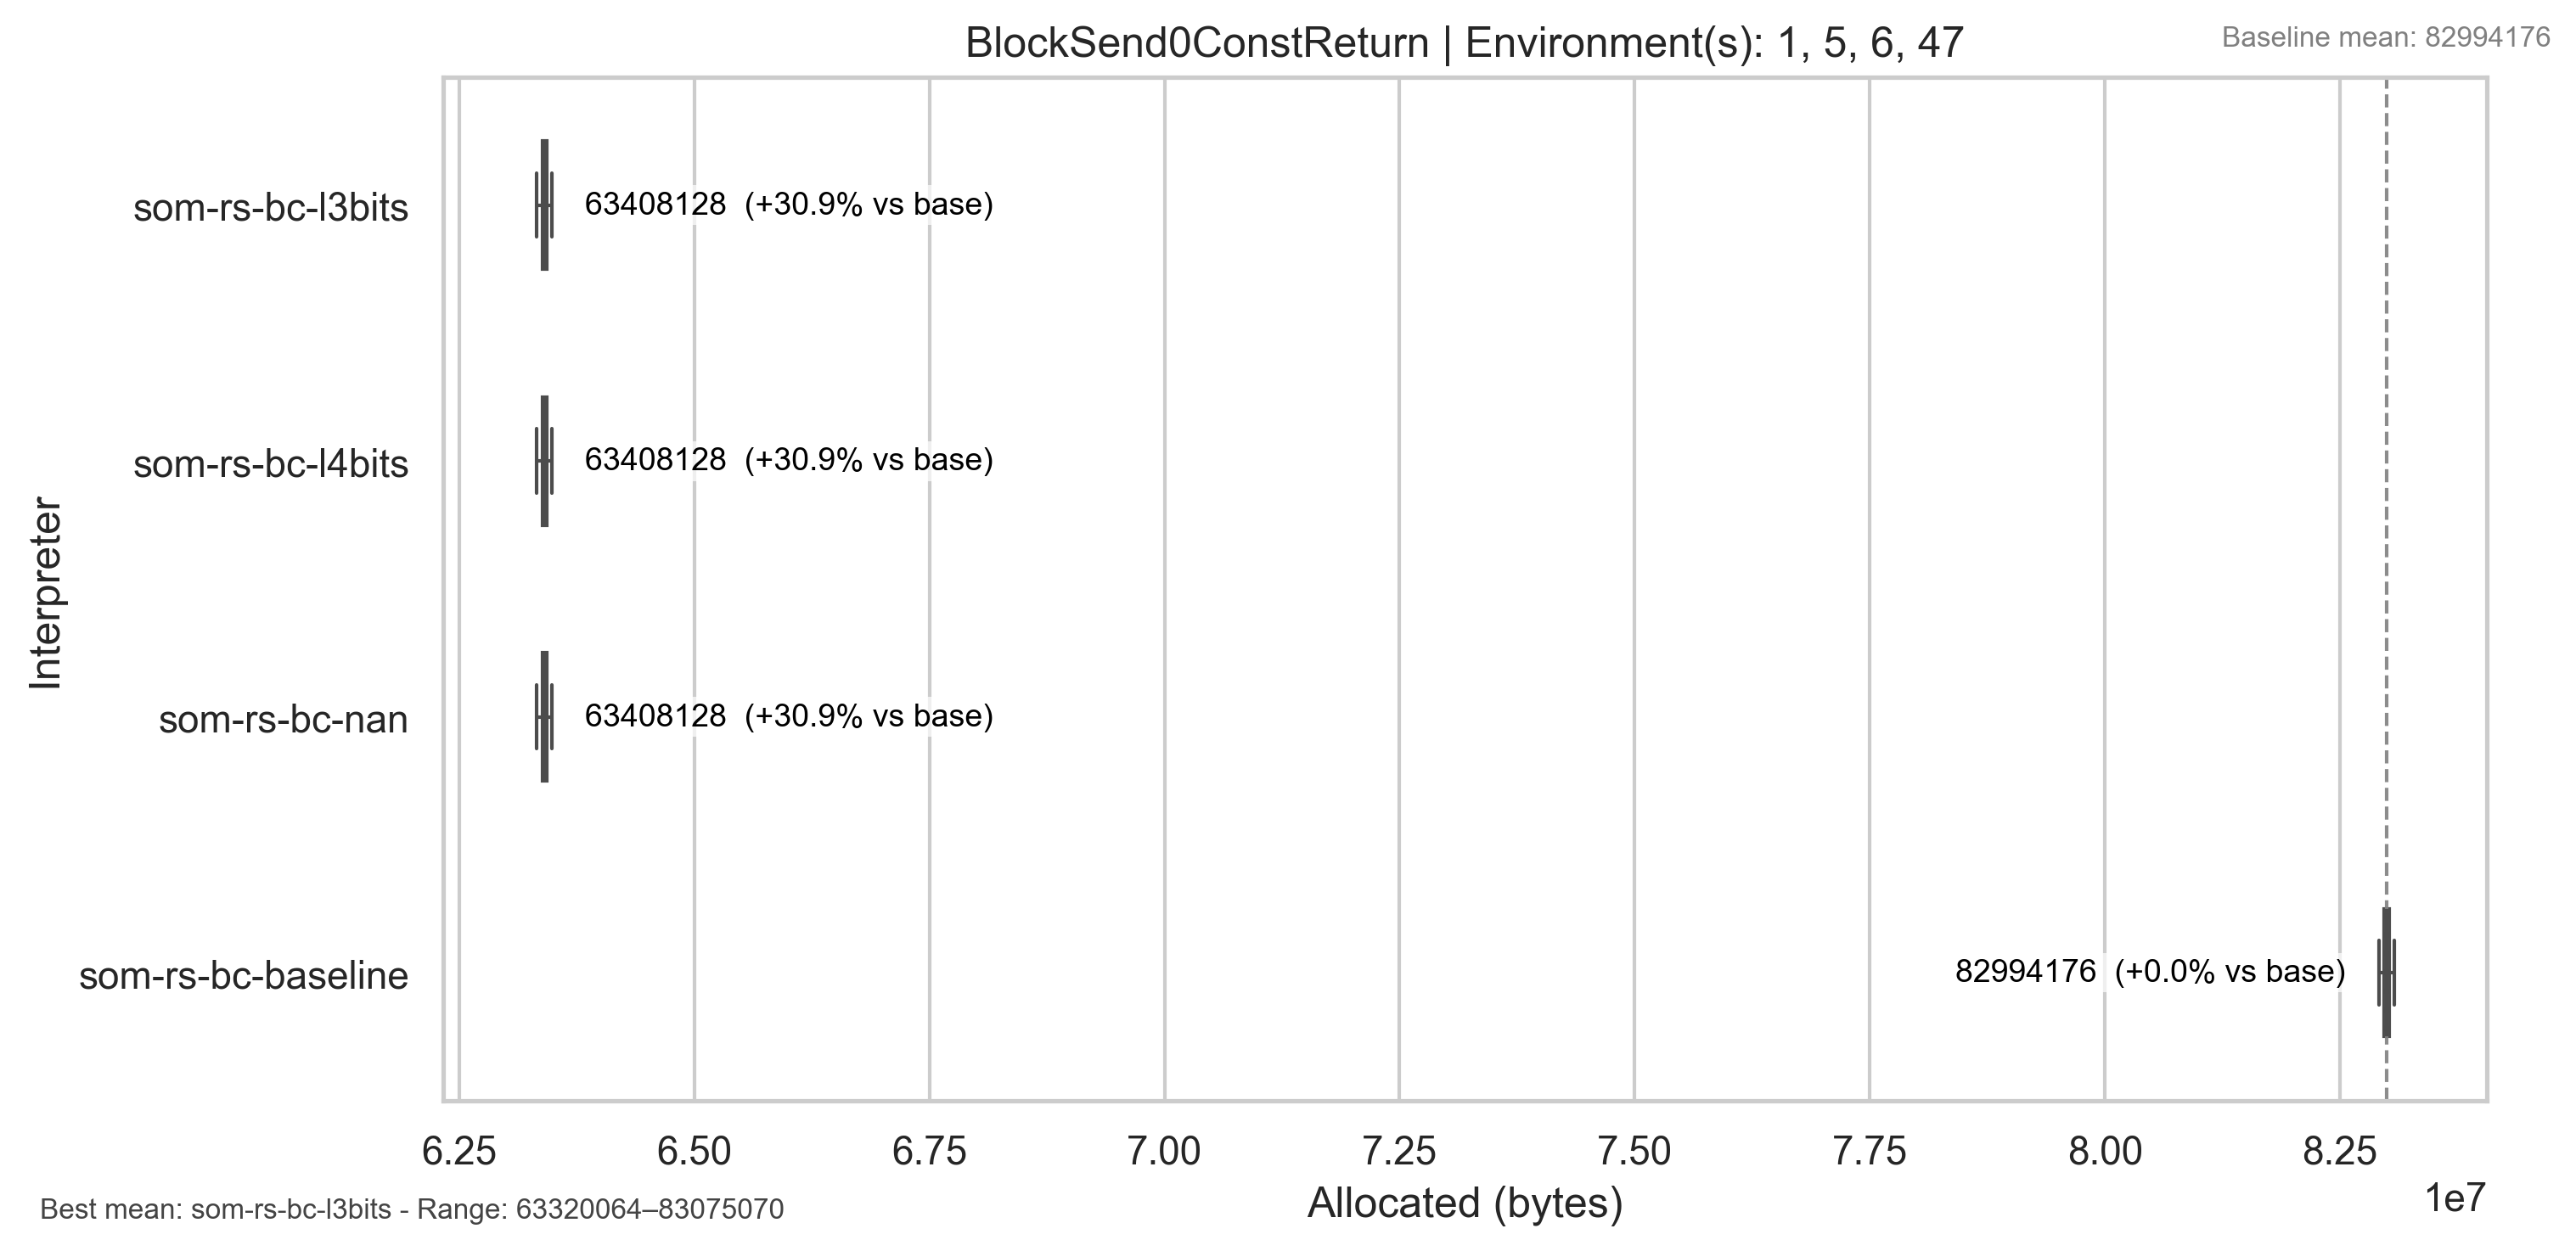 BlockSend0ConstReturn | Environment(s): 1, 5, 6, 47
Baseline mean: 82994176
Interpreter
som-rs-bc-l3bits
63408128 (+30.9% vs base)
som-rs-bc-l4bits
63408128 (+30.9% vs base)
som-rs-bc-nan
63408128 (+30.9% vs base)
som-rs-bc-baseline
82994176 (+0.0% vs base)
6.25 6.50 6.75 7.00 7.25 7.50 7.75 8.00 8.25
1e7
Allocated (bytes)
Best mean: som-rs-bc-l3bits - Range: 63320064–83075070